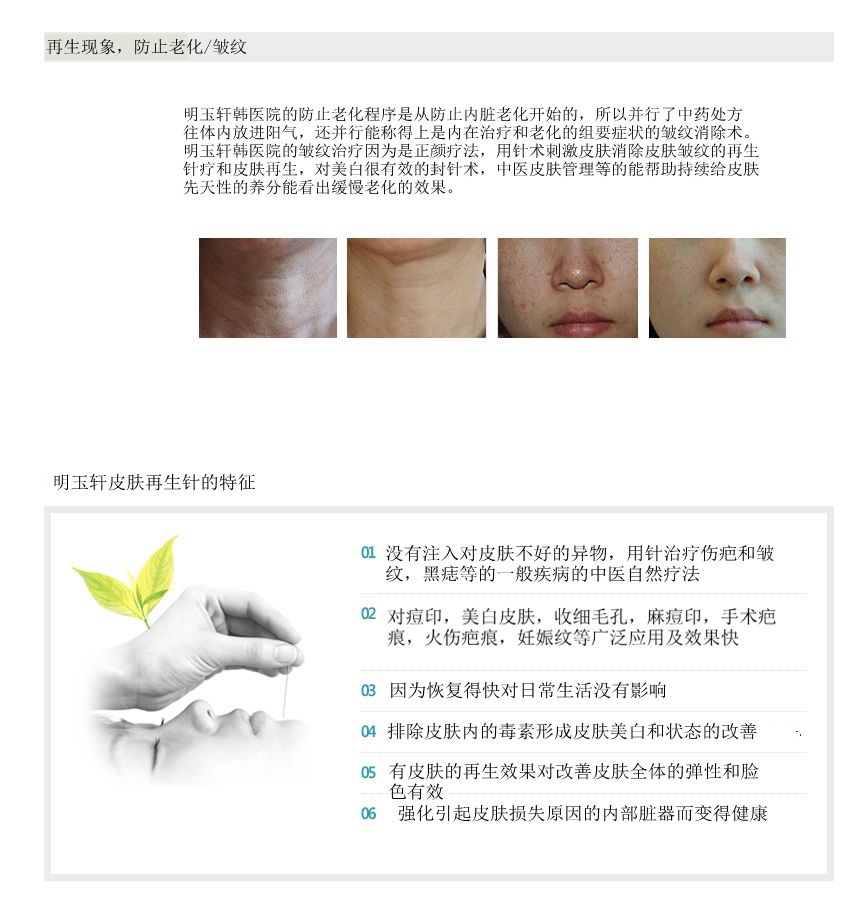 再生现象，防止老化/皱纹
明玉轩韩医院的防止老化程序是从防止内脏老化开始的，所以并行了中药处方
往体内放进阳气，还并行能称得上是内在治疗和老化的组要症状的皱纹消除术。
明玉轩韩医院的皱纹治疗因为是正颜疗法，用针术刺激皮肤消除皮肤皱纹的再生
针疗和皮肤再生，对美白很有效的封针术，中医皮肤管理等的能帮助持续给皮肤
先天性的养分能看出缓慢老化的效果。
明玉轩皮肤再生针的特征
01 没有注入对皮肤不好的异物，用针治疗伤疤和皱
纹，黑痣等的一般疾病的中医自然疗法
02 对痘印，美白皮肤，收细毛孔，麻痘印，手术疤
痕，火伤疤痕，妊娠纹等广泛应用及效果快
03 因为恢复得快对日常生活没有影响
04 排除皮肤内的毒素形成皮肤美白和状态的改善
05 有皮肤的再生效果对改善皮肤全体的弹性和脸
色有效
06 强化引起皮肤损失原因的内部脏器而变得健康